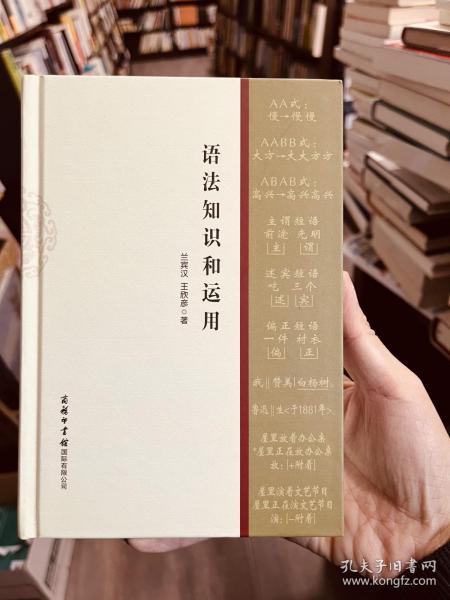 语法知识和运用
兰宾汉 王欣彦 著
商务印书馆
国际有限公司
AA式：
慢→慢慢
AABB式：
大方→大大方方
ABAB式：
高兴→高兴高兴
主谓短语
前途 光明
主 谓
述宾短语
吃 三个
述 宾
偏正短语
一件 衬衣
偏 正
我‖赞美|白杨树。
鲁迅‖生<于1881年>。
屋里放着办公桌
*屋里正在放办公桌
放：[+附着]
屋里演着文艺节目
屋里正在演文艺节目
演：[−附着]
孔夫子旧书网
www.kongfz.com